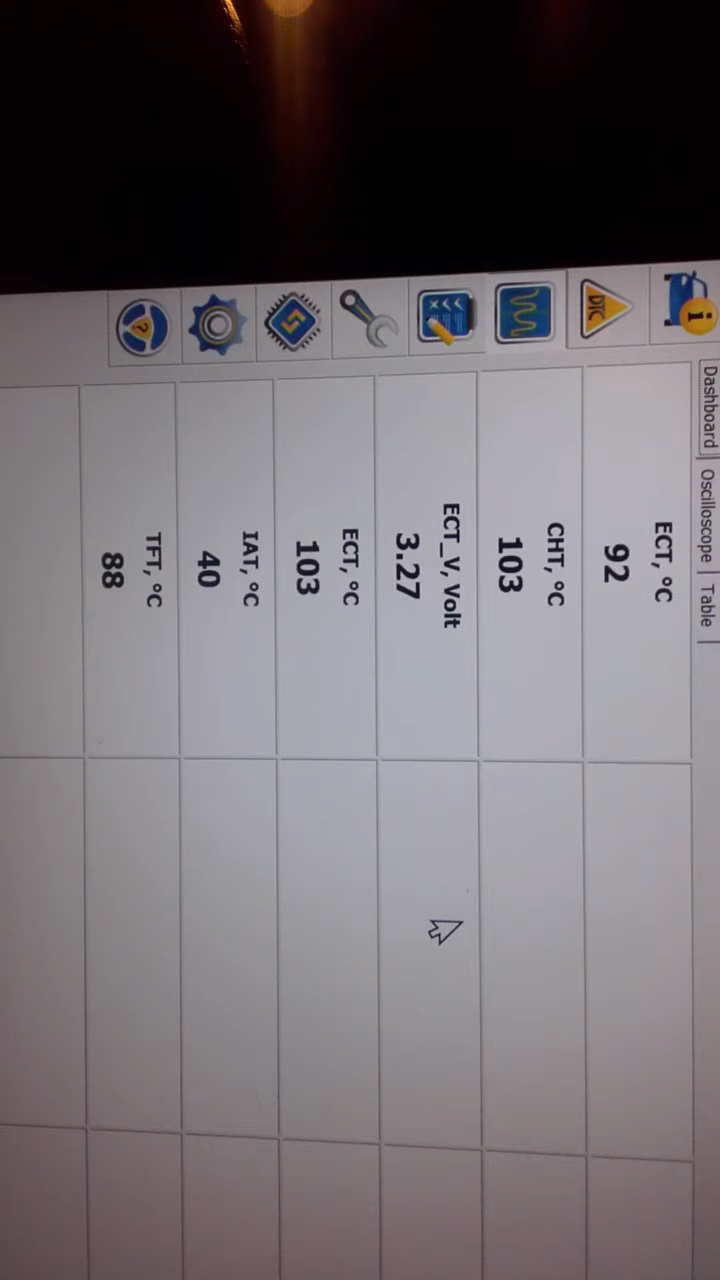 DTC
Dashboard Oscilloscope Table
ECT, °C
92
CHT, °C
103
ECT_V, Volt
3.27
ECT, °C
103
IAT, °C
40
TFT, °C
88